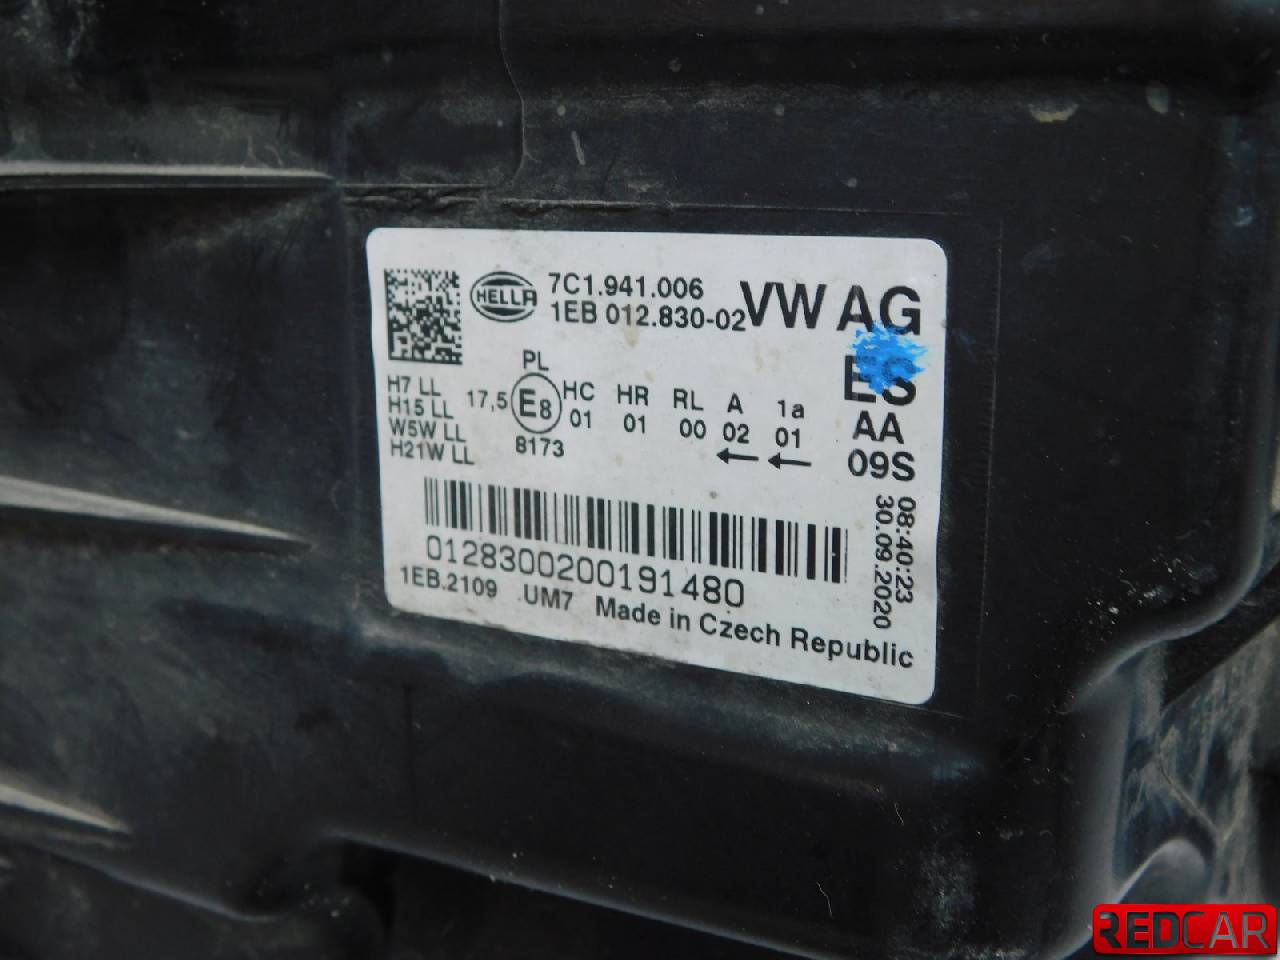 HELLA
7C1.941.006
1EB 012.830-02
VW AG
ES
AA
09S
H7 LL
H15 LL
W5W LL
H21W LL
PL
17,5 E8 HC HR RL A 1a
01 01 00 02 01
8173 ← ←
08:40:23
30.09.2020
0128300200191480
1EB.2109 UM7 Made in Czech Republic
REDCAR